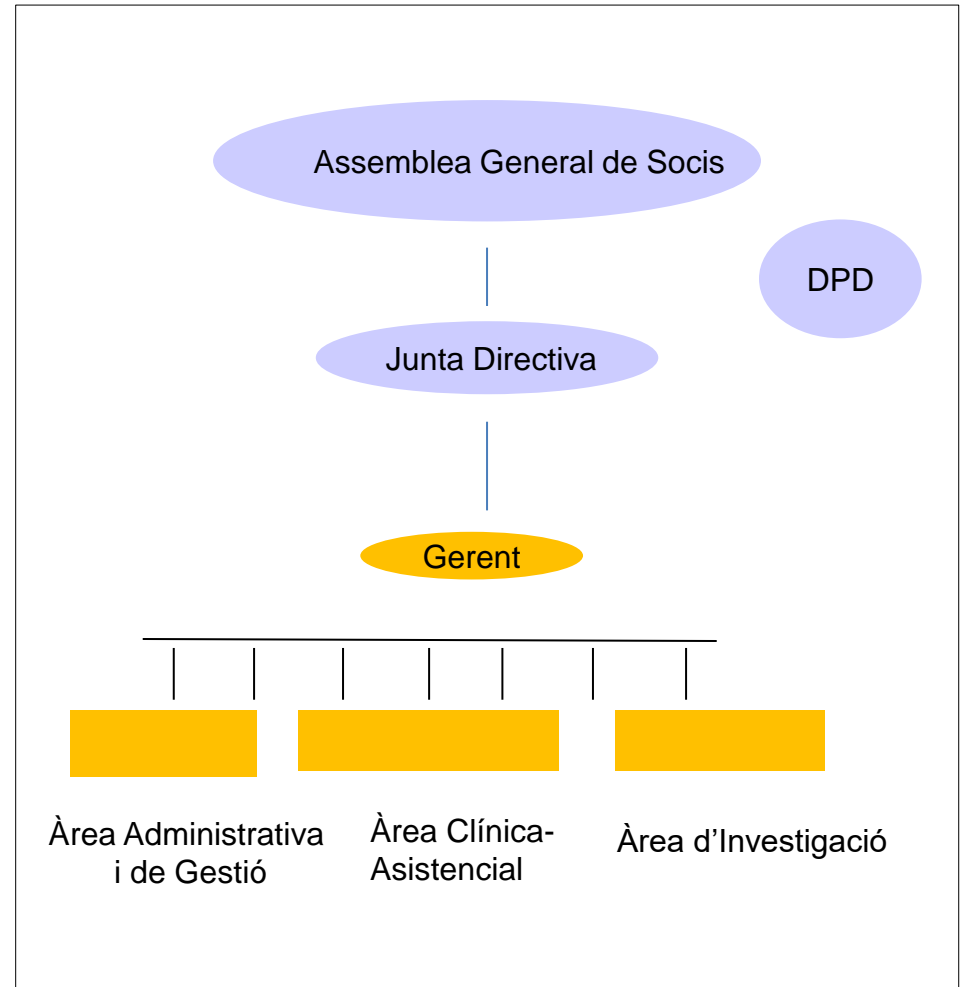 Assemblea General de Socis
DPD
Junta Directiva
Gerent
Àrea Administrativa
i de Gestió
Àrea Clínica-
Asistencial
Àrea d’Investigació